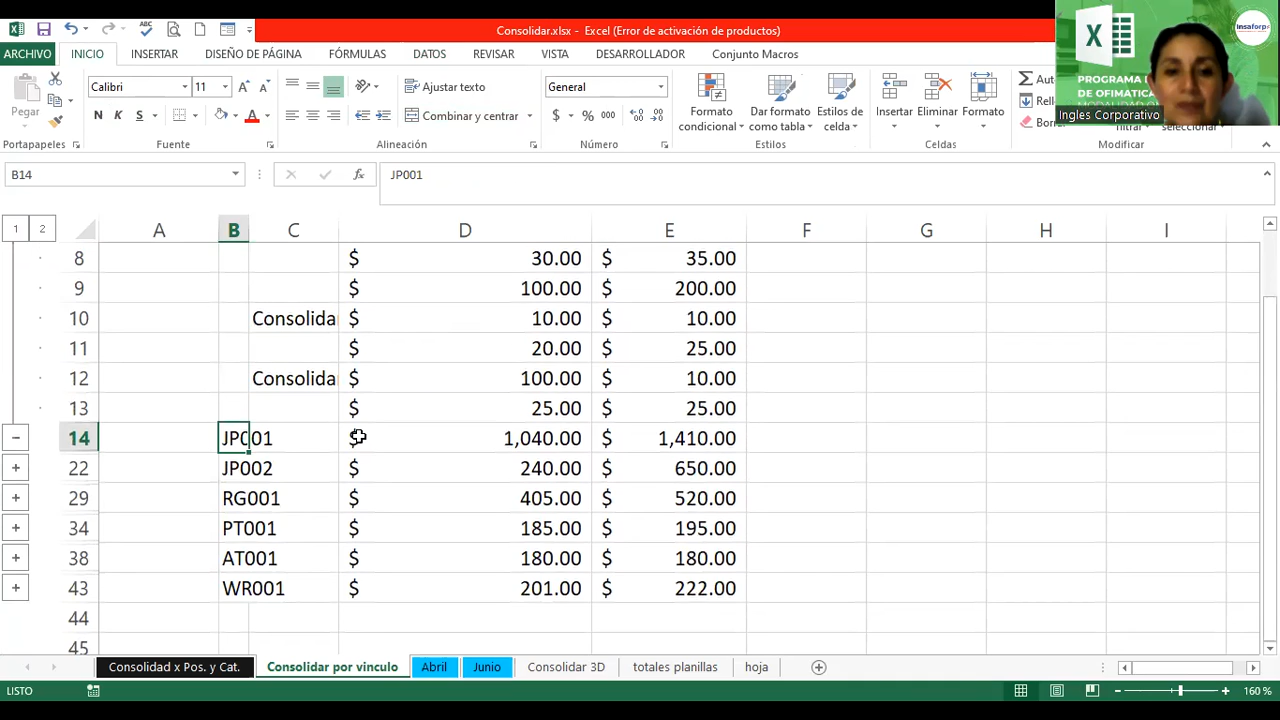 Consolidar.xlsx - Excel (Error de activación de productos)
ARCHIVO INICIO INSERTAR DISEÑO DE PÁGINA FÓRMULAS DATOS REVISAR VISTA DESARROLLADOR Conjunto Macros
Pegar
Calibri 11
N K S
Ajustar texto
Combinar y centrar
General
$ % 000
Formato condicional
Dar formato como tabla
Estilos de celda
Insertar Eliminar Formato
Portapapeles Fuente Alineación Número Estilos Celdas Modificar
PROGRAMA
DE OFIMÁTICA
insaforp
Ingles Corporativo
B14 fx JP001
1 2 A B C D E F G H I
8 $ 30.00 $ 35.00
9 $ 100.00 $ 200.00
10 Consolidar $ 10.00 $ 10.00
11 $ 20.00 $ 25.00
12 Consolidar $ 100.00 $ 10.00
13 $ 25.00 $ 25.00
14 JP001 $ 1,040.00 $ 1,410.00
22 JP002 $ 240.00 $ 650.00
29 RG001 $ 405.00 $ 520.00
34 PT001 $ 185.00 $ 195.00
38 AT001 $ 180.00 $ 180.00
43 WR001 $ 201.00 $ 222.00
44
45
Consolidad x Pos. y Cat. Consolidar por vinculo Abril Junio Consolidar 3D totales planillas hoja
LISTO 160 %